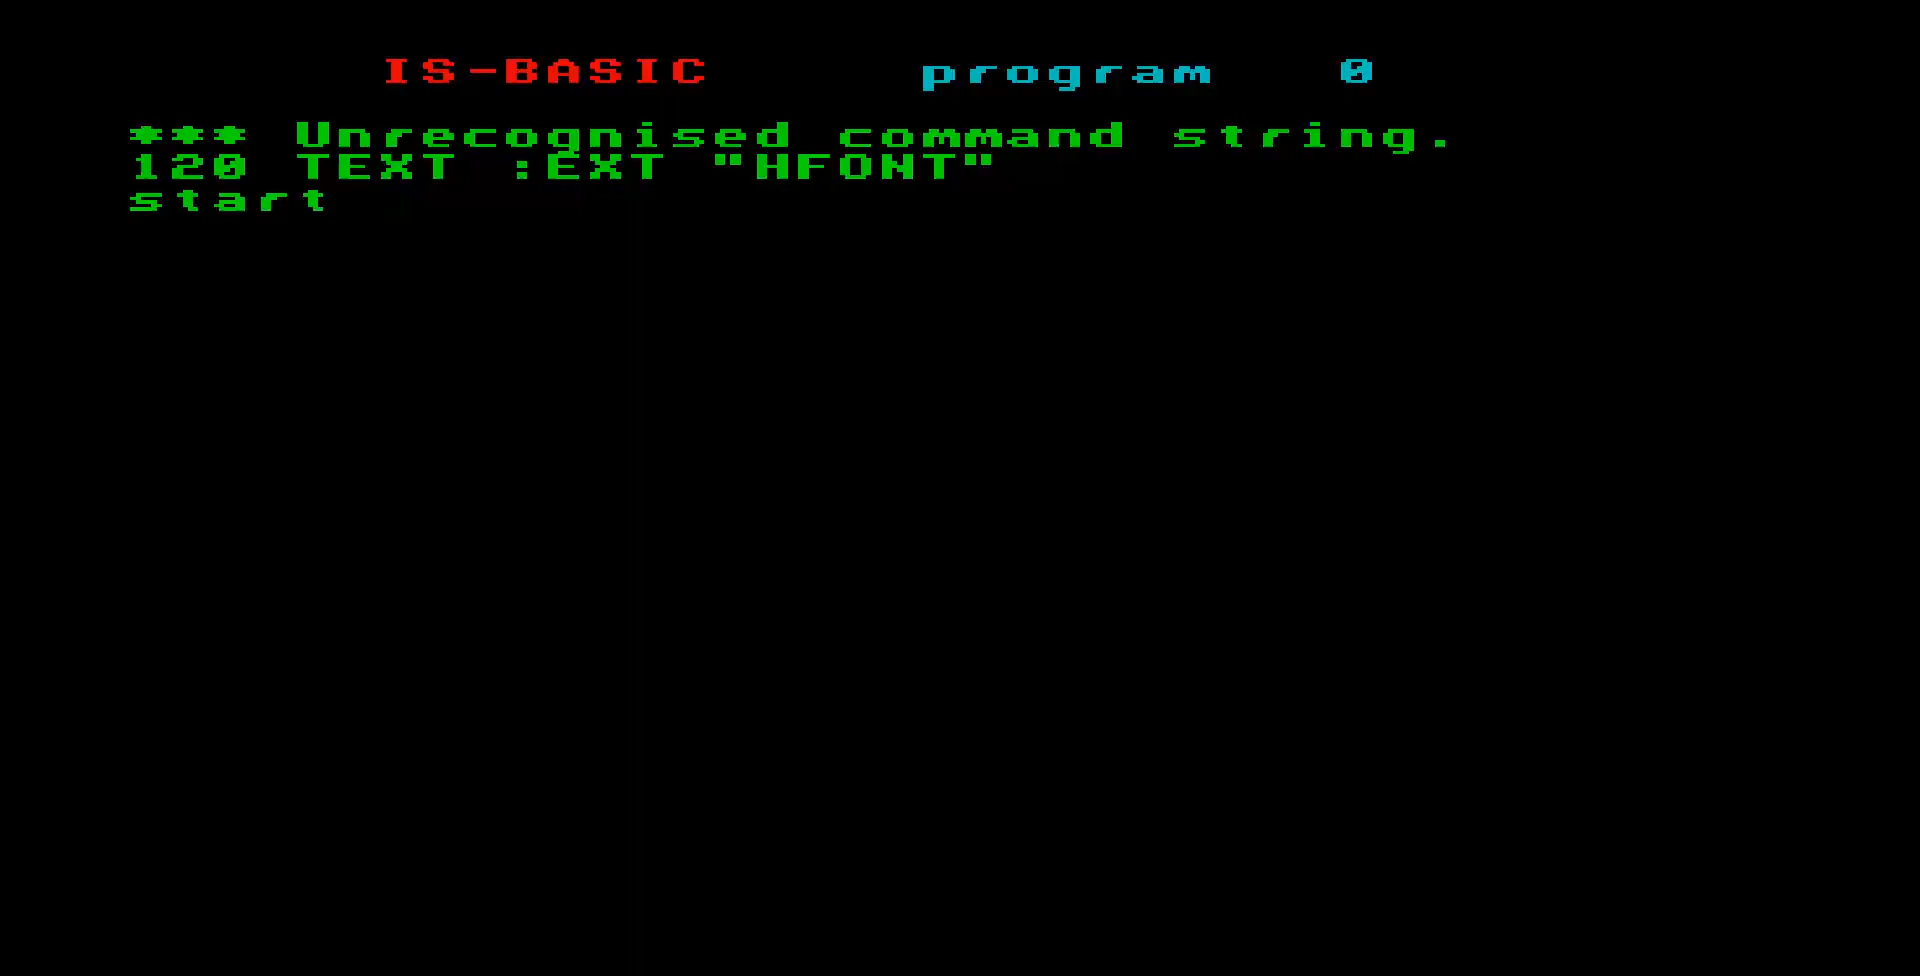 IS-BASIC program 0
*** Unrecognised command string.
120 TEXT :EXT "HFONT"
start